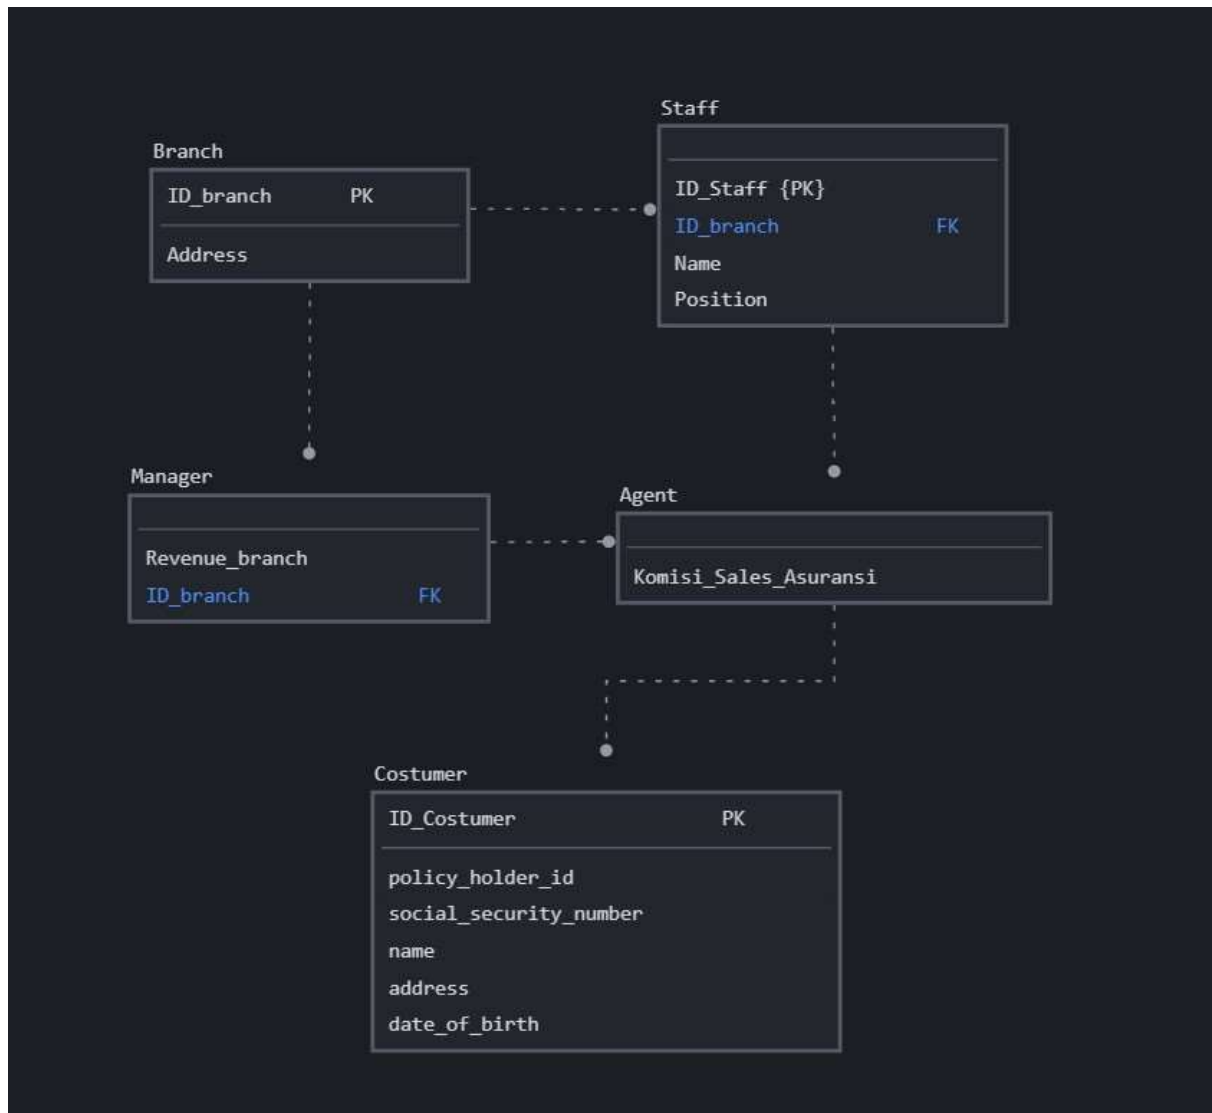 Branch
ID_branch PK
Address
Staff
ID_Staff {PK}
ID_branch FK
Name
Position
Manager
Revenue_branch
ID_branch FK
Agent
Komisi_Sales_Asuransi
Costumer
ID_Costumer PK
policy_holder_id
social_security_number
name
address
date_of_birth